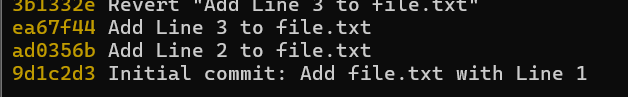 3b1332e Revert "Add Line 3 to file.txt"
ea67f44 Add Line 3 to file.txt
ad0356b Add Line 2 to file.txt
9d1c2d3 Initial commit: Add file.txt with Line 1